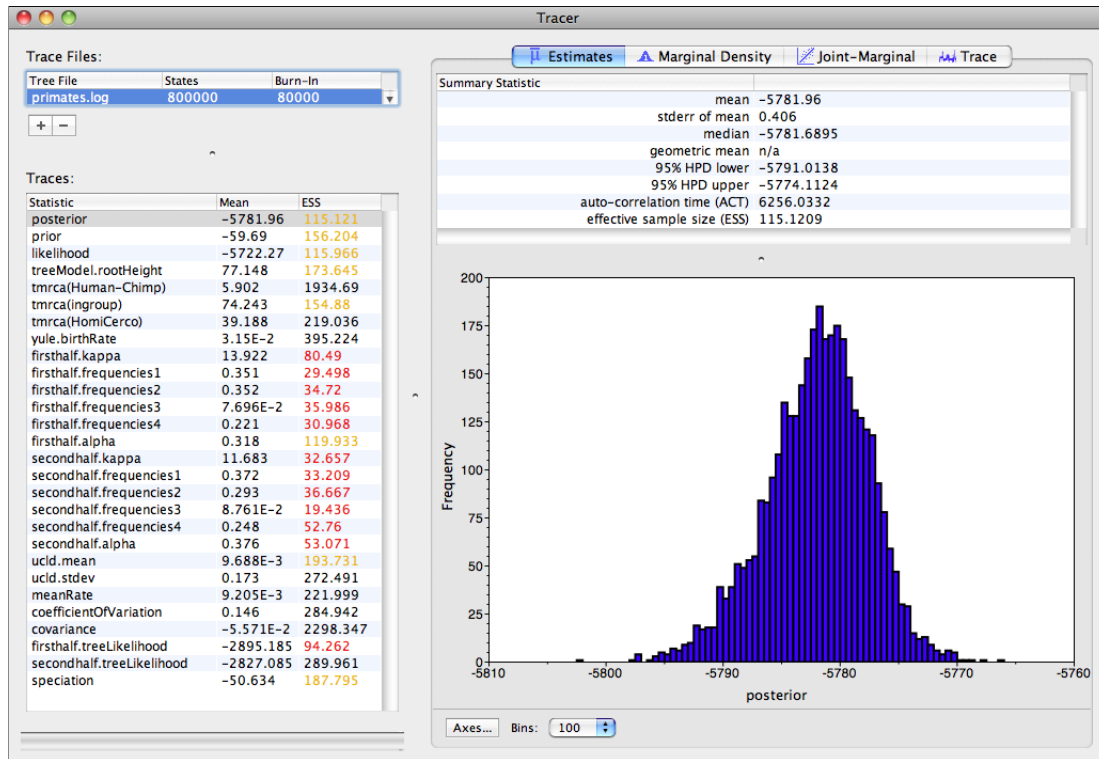 Tracer
Trace Files:
Tree File States Burn-In
primates.log 800000 80000
+ −
Traces:
Statistic Mean ESS
posterior -5781.96 115.121
prior -59.69 156.204
likelihood -5722.27 115.966
treeModel.rootHeight 77.148 173.645
tmrca(Human-Chimp) 5.902 1934.69
tmrca(ingroup) 74.243 154.88
tmrca(HomiCerco) 39.188 219.036
yule.birthRate 3.15E-2 395.224
firsthalf.kappa 13.922 80.49
firsthalf.frequencies1 0.351 29.498
firsthalf.frequencies2 0.352 34.72
firsthalf.frequencies3 7.696E-2 35.986
firsthalf.frequencies4 0.221 30.968
firsthalf.alpha 0.318 119.933
secondhalf.kappa 11.683 32.657
secondhalf.frequencies1 0.372 33.209
secondhalf.frequencies2 0.293 36.667
secondhalf.frequencies3 8.761E-2 19.436
secondhalf.frequencies4 0.248 52.76
secondhalf.alpha 0.376 53.071
ucld.mean 9.688E-3 193.731
ucld.stdev 0.173 272.491
meanRate 9.205E-3 221.999
coefficientOfVariation 0.146 284.942
covariance -5.571E-2 2298.347
firsthalf.treeLikelihood -2895.185 94.262
secondhalf.treeLikelihood -2827.085 289.961
speciation -50.634 187.795
μ Estimates Marginal Density Joint-Marginal Trace
Summary Statistic
mean -5781.96
stderr of mean 0.406
median -5781.6895
geometric mean n/a
95% HPD lower -5791.0138
95% HPD upper -5774.1124
auto-correlation time (ACT) 6256.0332
effective sample size (ESS) 115.1209
200
175
150
125
100
75
50
25
0
Frequency
-5810 -5800 -5790 -5780 -5770 -5760
posterior
Axes... Bins: 100